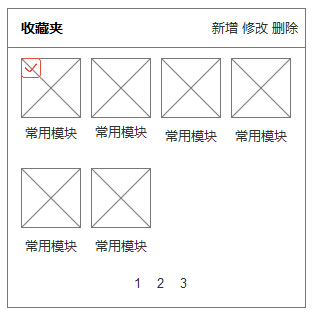 收藏夹 新增 修改 删除
常用模块 常用模块 常用模块 常用模块
常用模块 常用模块
1 2 3